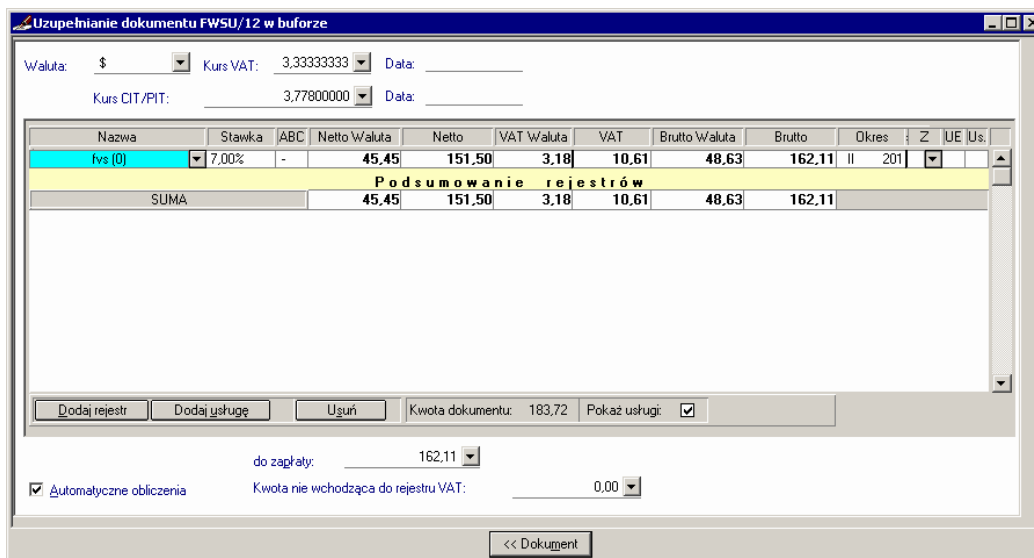 Uzupełnianie dokumentu FWSU/12 w buforze
Waluta: $ Kurs VAT: 3,33333333 Data:
Kurs CIT/PIT: 3,77800000 Data:
Nazwa Stawka ABC Netto Waluta Netto VAT Waluta VAT Brutto Waluta Brutto Okres Z UE Us.
fvs (0) 7,00% - 45,45 151,50 3,18 10,61 48,63 162,11 II 201
Podsumowanie rejestrów
SUMA 45,45 151,50 3,18 10,61 48,63 162,11
Dodaj rejestr Dodaj usługę Usuń Kwota dokumentu: 183,72 Pokaż usługi:
do zapłaty: 162,11
Automatyczne obliczenia Kwota nie wchodząca do rejestru VAT: 0,00
<< Dokument